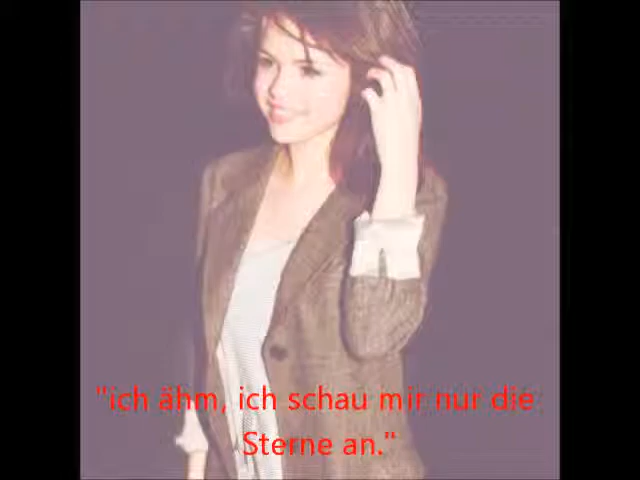 "ich ähm, ich schau mir nur die
Sterne an."